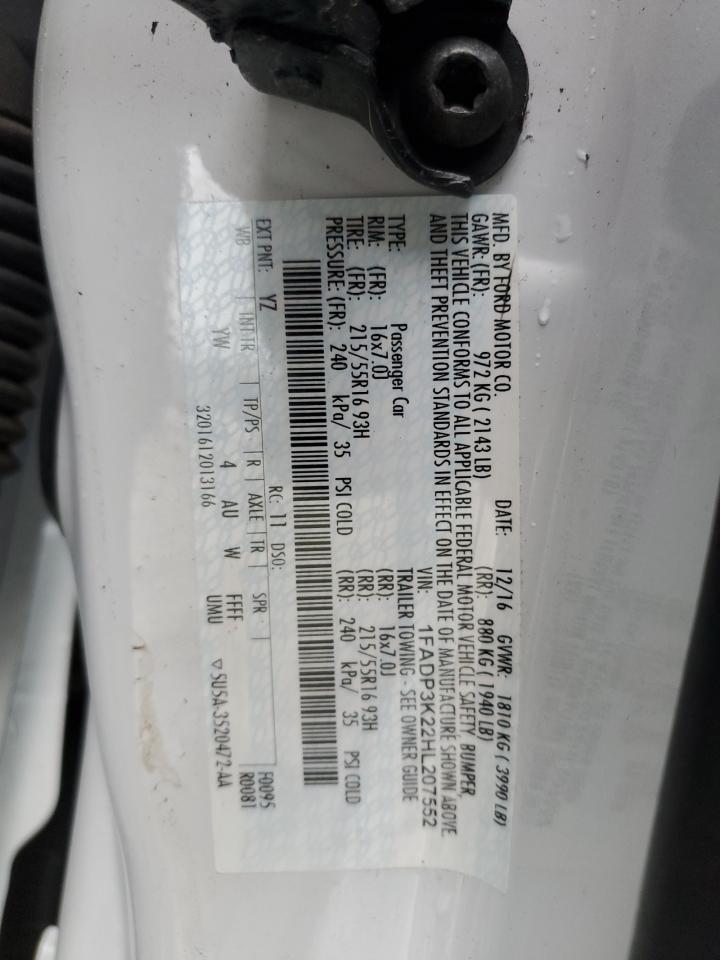 MFD. BY FORD MOTOR CO. DATE: 12/16 GVWR: 1810 KG ( 3990 LB)
GAWR: (FR): 972 KG ( 2143 LB) (RR): 880 KG ( 1940 LB)
THIS VEHICLE CONFORMS TO ALL APPLICABLE FEDERAL MOTOR VEHICLE SAFETY, BUMPER,
AND THEFT PREVENTION STANDARDS IN EFFECT ON THE DATE OF MANUFACTURE SHOWN ABOVE.
VIN: 1FADP3K22HL207552
TYPE: Passenger Car TRAILER TOWING - SEE OWNER GUIDE
RIM: (FR): 16x7.0J (RR): 16x7.0J
TIRE: (FR): 215/55R16 93H (RR): 215/55R16 93H
PRESSURE: (FR): 240 kPa/ 35 PSI COLD (RR): 240 kPa/ 35 PSI COLD
RC: 11 DSO: F0095
EXT PNT: YZ R0081
WB INT TR TP/PS R AXLE TR SPR
YW 4 AU W FFFF
UMU
3201612013166 ▽5U5A-3520472-AA